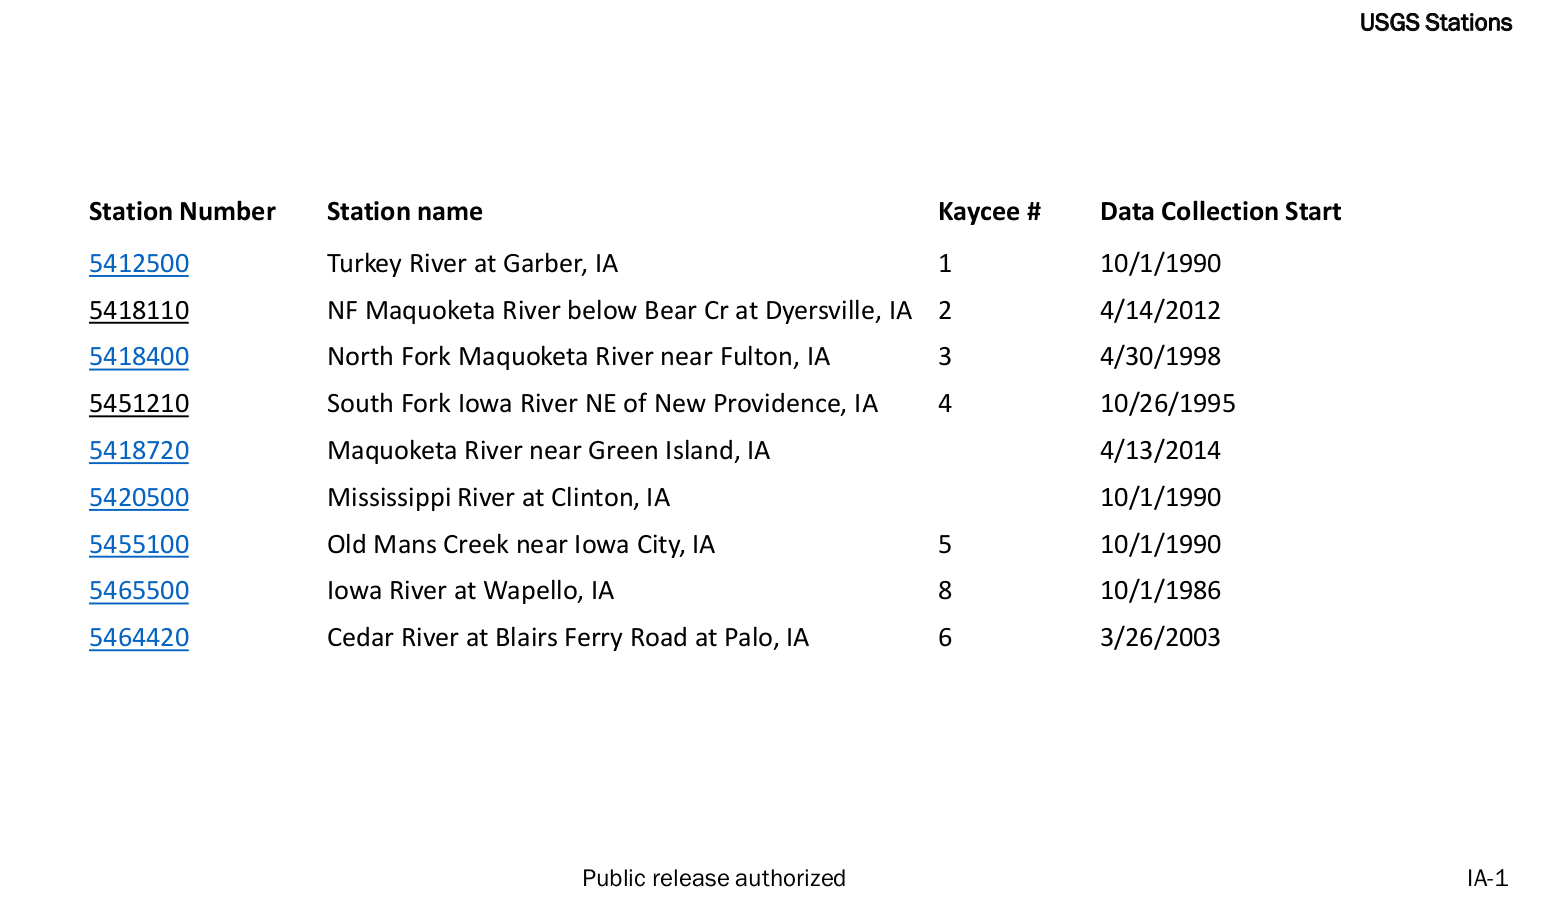 USGS Stations
Station Number Station name Kaycee # Data Collection Start
5412500 Turkey River at Garber, IA 1 10/1/1990
5418110 NF Maquoketa River below Bear Cr at Dyersville, IA 2 4/14/2012
5418400 North Fork Maquoketa River near Fulton, IA 3 4/30/1998
5451210 South Fork Iowa River NE of New Providence, IA 4 10/26/1995
5418720 Maquoketa River near Green Island, IA 4/13/2014
5420500 Mississippi River at Clinton, IA 10/1/1990
5455100 Old Mans Creek near Iowa City, IA 5 10/1/1990
5465500 Iowa River at Wapello, IA 8 10/1/1986
5464420 Cedar River at Blairs Ferry Road at Palo, IA 6 3/26/2003
Public release authorized IA-1